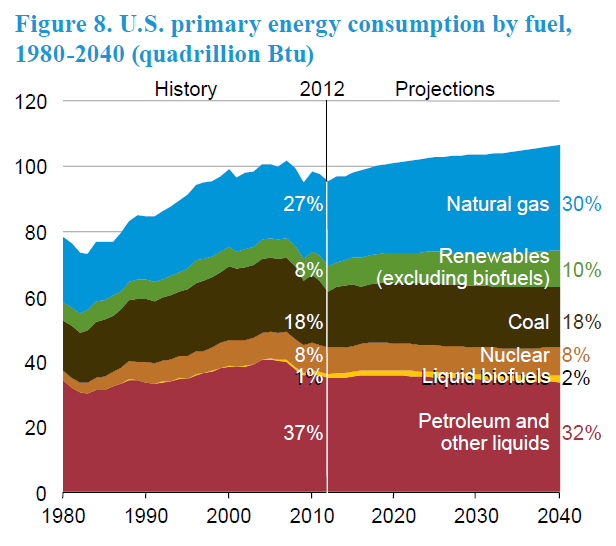 Figure 8. U.S. primary energy consumption by fuel,
1980-2040 (quadrillion Btu)
History 2012 Projections
120
100
80
60
40
20
0
27% Natural gas 30%
8% Renewables
(excluding biofuels) 10%
18% Coal 18%
8% Nuclear 8%
1% Liquid biofuels 2%
37% Petroleum and
other liquids 32%
1980 1990 2000 2010 2020 2030 2040